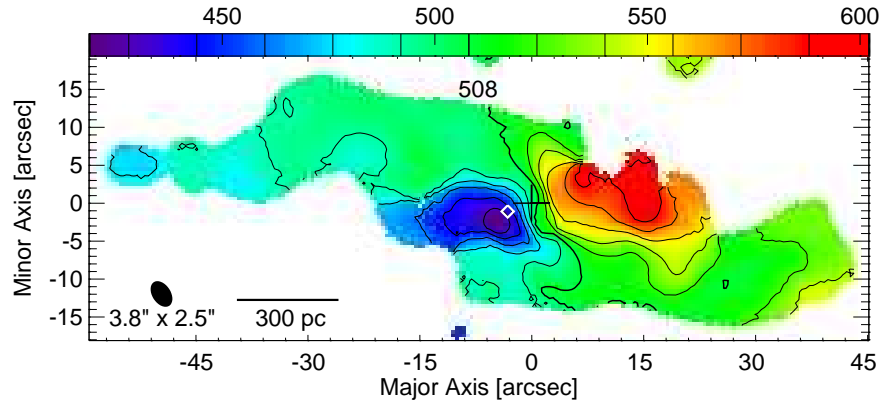 450 500 550 600
508
15
10
5
0
-5
-10
-15
Minor Axis [arcsec]
3.8" x 2.5"
300 pc
-45 -30 -15 0 15 30 45
Major Axis [arcsec]